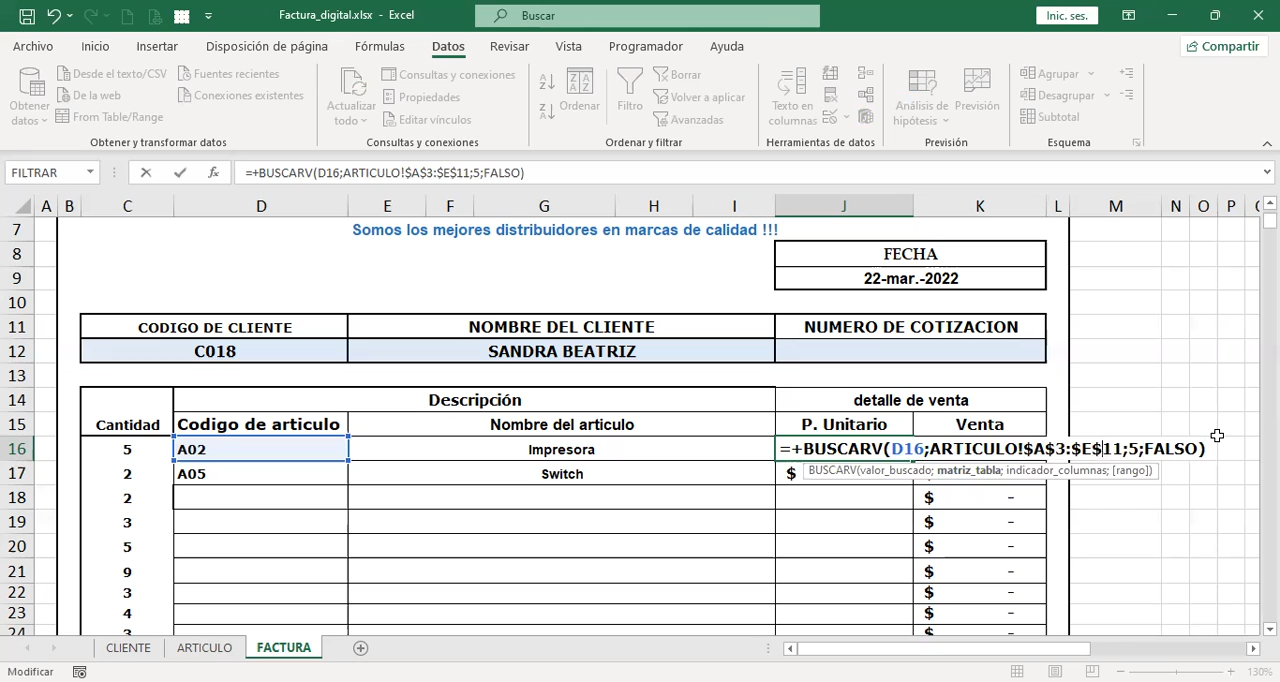 Factura_digital.xlsx - Excel
Buscar
Inic. ses.
Archivo Inicio Insertar Disposición de página Fórmulas Datos Revisar Vista Programador Ayuda
Compartir
Obtener datos
Desde el texto/CSV
De la web
From Table/Range
Fuentes recientes
Conexiones existentes
Obtener y transformar datos
Actualizar todo
Consultas y conexiones
Propiedades
Editar vínculos
Consultas y conexiones
Ordenar
Filtro
Borrar
Volver a aplicar
Avanzadas
Ordenar y filtrar
Texto en columnas
Herramientas de datos
Análisis de hipótesis
Previsión
Previsión
Agrupar
Desagrupar
Subtotal
Esquema
FILTRAR
=+BUSCARV(D16;ARTICULO!$A$3:$E$11;5;FALSO)
A B C D E F G H I J K L M N O P
7 Somos los mejores distribuidores en marcas de calidad !!!
8 FECHA
9 22-mar.-2022
10
11 CODIGO DE CLIENTE NOMBRE DEL CLIENTE NUMERO DE COTIZACION
12 C018 SANDRA BEATRIZ
13
14 Descripción detalle de venta
15 Cantidad Codigo de articulo Nombre del articulo P. Unitario Venta
16 5 A02 Impresora =+BUSCARV(D16;ARTICULO!$A$3:$E$11;5;FALSO)
BUSCARV(valor_buscado; matriz_tabla; indicador_columnas; [rango])
17 2 A05 Switch $
18 2 $ -
19 3 $ -
20 5 $ -
21 9 $ -
22 3 $ -
23 4 $ -
24 3 $
CLIENTE ARTICULO FACTURA
Modificar
130%